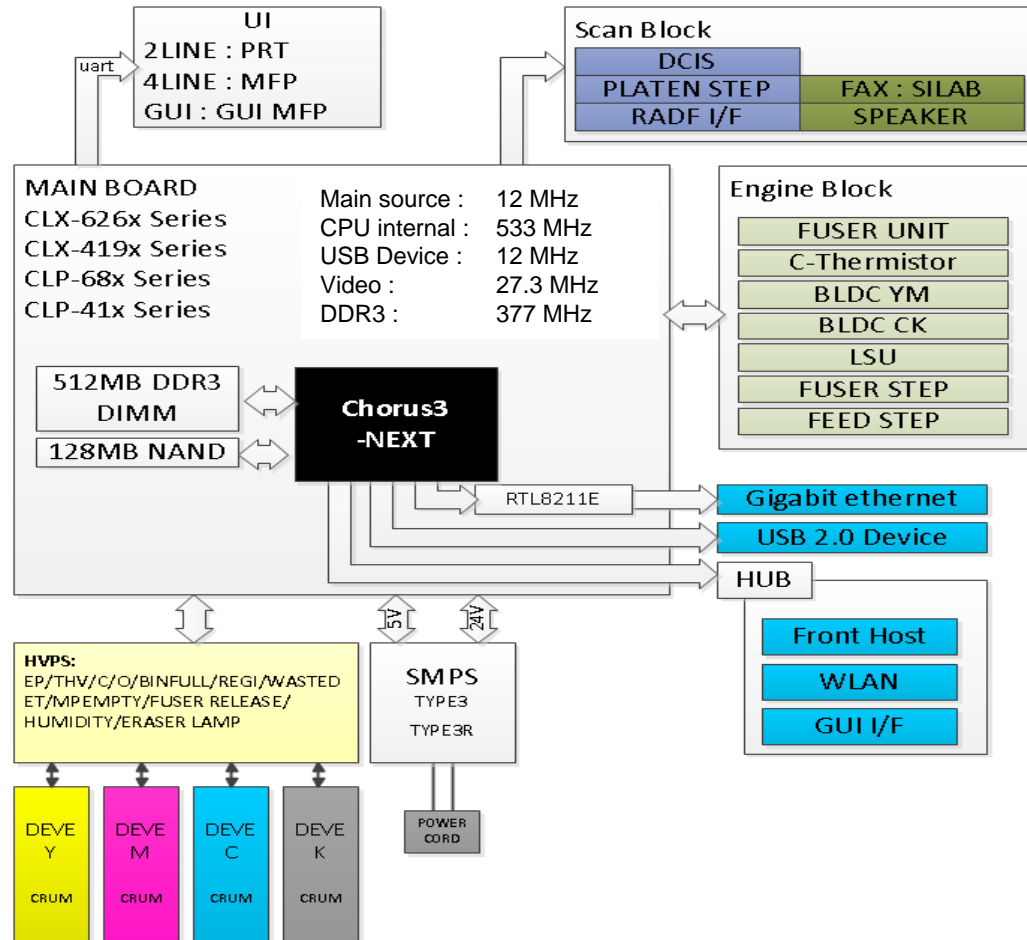 UI
2LINE : PRT
4LINE : MFP
GUI : GUI MFP
uart
Scan Block
DCIS
PLATEN STEP
RADF I/F
FAX : SILAB
SPEAKER
MAIN BOARD
CLX-626x Series
CLX-419x Series
CLP-68x Series
CLP-41x Series
Main source : 12 MHz
CPU internal : 533 MHz
USB Device : 12 MHz
Video : 27.3 MHz
DDR3 : 377 MHz
Engine Block
FUSER UNIT
C-Thermistor
BLDC YM
BLDC CK
LSU
FUSER STEP
FEED STEP
512MB DDR3
DIMM
128MB NAND
Chorus3
-NEXT
RTL8211E
Gigabit ethernet
USB 2.0 Device
HUB
Front Host
WLAN
GUI I/F
5V
24V
HVPS:
EP/THV/C/O/BINFULL/REGI/WASTED
ET/MPEMPTY/FUSER RELEASE/
HUMIDITY/ERASER LAMP
SMPS
TYPE3
TYPE3R
POWER
CORD
DEVE
Y
CRUM
DEVE
M
CRUM
DEVE
C
CRUM
DEVE
K
CRUM